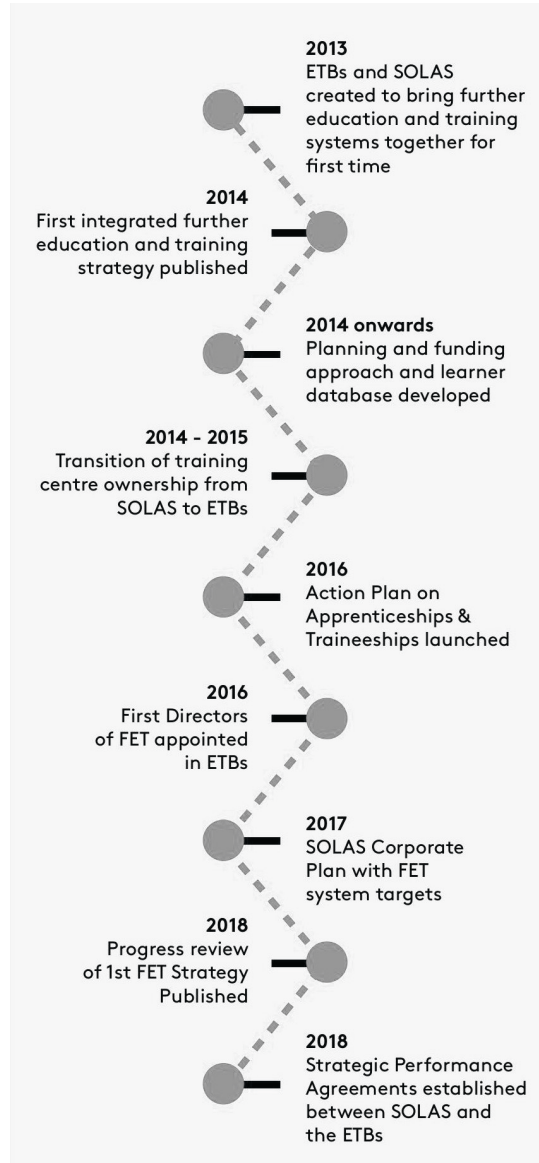 2013
ETBs and SOLAS
created to bring further
education and training
systems together for
first time
2014
First integrated further
education and training
strategy published
2014 onwards
Planning and funding
approach and learner
database developed
2014 - 2015
Transition of training
centre ownership from
SOLAS to ETBs
2016
Action Plan on
Apprenticeships &
Traineeships launched
2016
First Directors
of FET appointed
in ETBs
2017
SOLAS Corporate
Plan with FET
system targets
2018
Progress review
of 1st FET Strategy
Published
2018
Strategic Performance
Agreements established
between SOLAS and
the ETBs